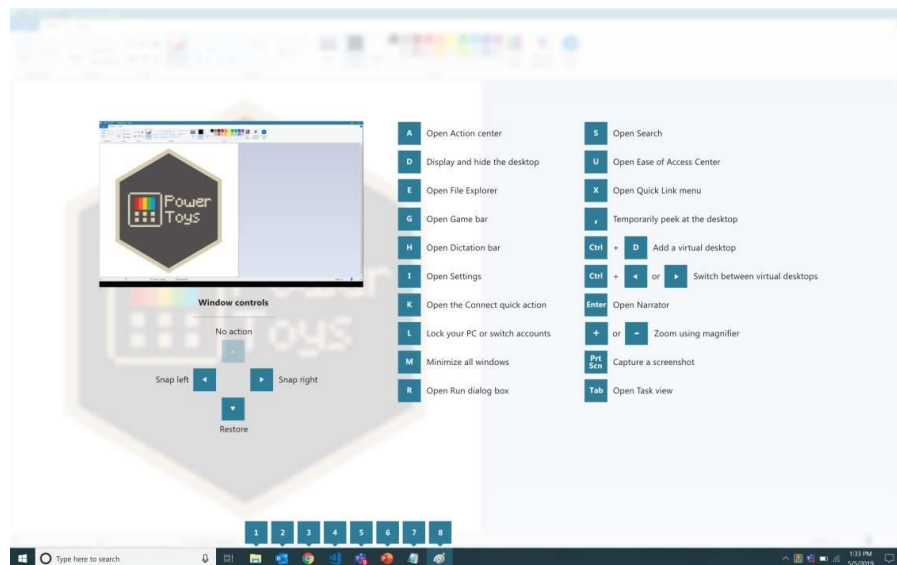 Power
Toys
Window controls
No action
Snap left
Snap right
Restore
A Open Action center
D Display and hide the desktop
E Open File Explorer
G Open Game bar
H Open Dictation bar
I Open Settings
K Open the Connect quick action
L Lock your PC or switch accounts
M Minimize all windows
R Open Run dialog box
S Open Search
U Open Ease of Access Center
X Open Quick Link menu
, Temporarily peek at the desktop
Ctrl + D Add a virtual desktop
Ctrl + ◄ or ► Switch between virtual desktops
Enter Open Narrator
+ or - Zoom using magnifier
Prt Scn Capture a screenshot
Tab Open Task view
oys
1 2 3 4 5 6 7 8
Type here to search
1:33 PM
5/5/2019